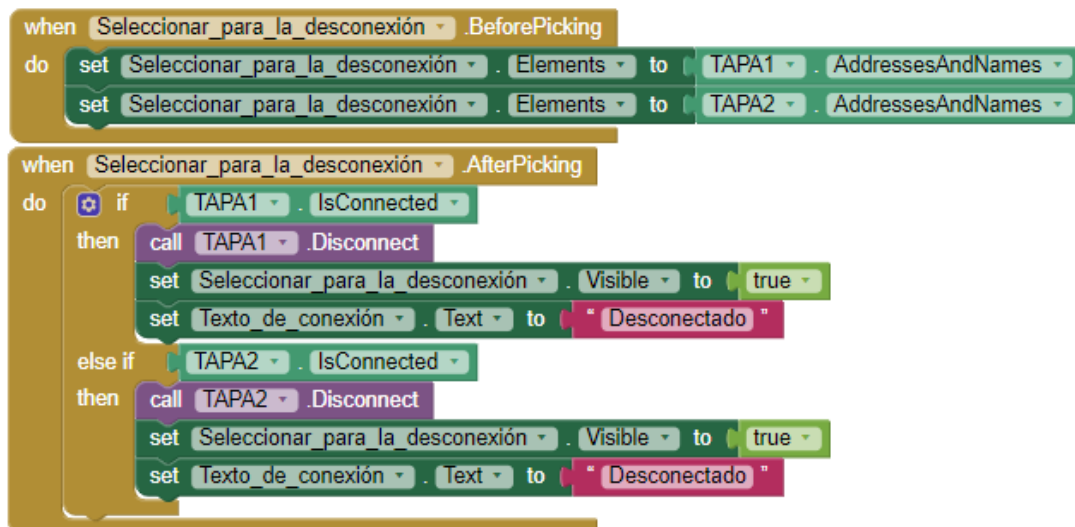 when Seleccionar_para_la_desconexión .BeforePicking
do set Seleccionar_para_la_desconexión . Elements to TAPA1 . AddressesAndNames
set Seleccionar_para_la_desconexión . Elements to TAPA2 . AddressesAndNames
when Seleccionar_para_la_desconexión .AfterPicking
do if TAPA1 . IsConnected
then call TAPA1 .Disconnect
set Seleccionar_para_la_desconexión . Visible to true
set Texto_de_conexión . Text to “ Desconectado ”
else if TAPA2 . IsConnected
then call TAPA2 .Disconnect
set Seleccionar_para_la_desconexión . Visible to true
set Texto_de_conexión . Text to “ Desconectado ”